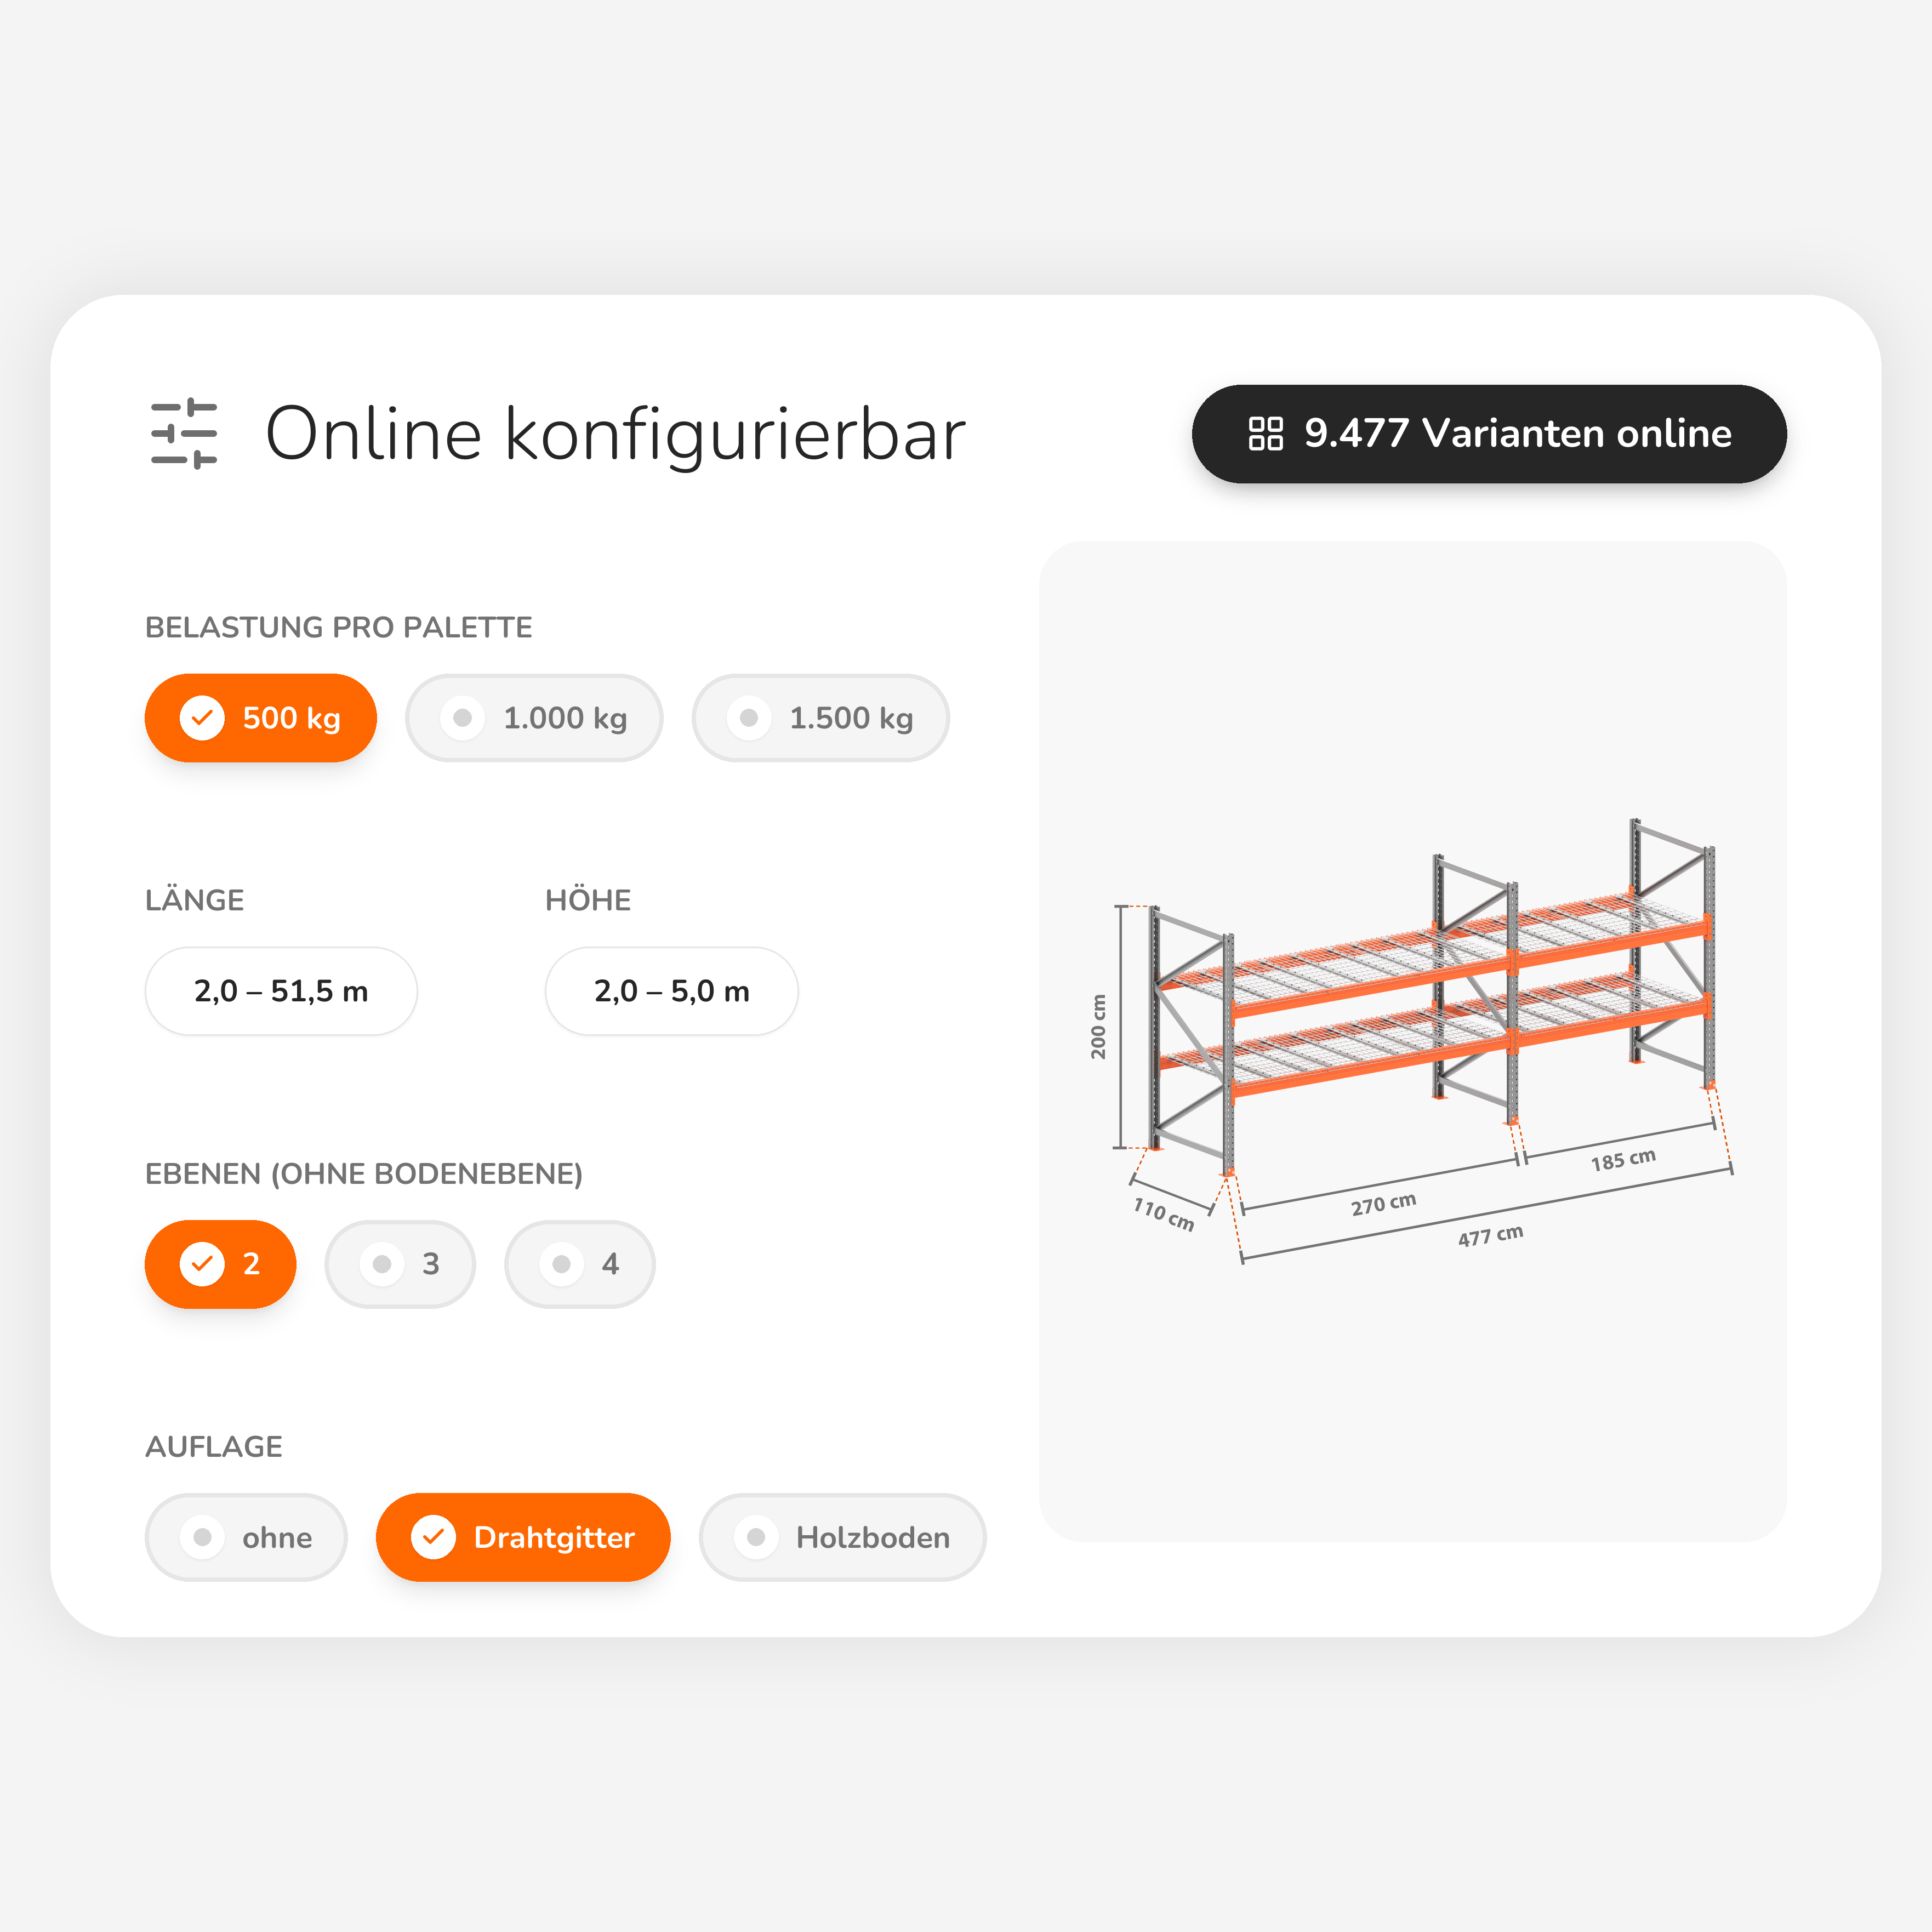 Online konfigurierbar
9.477 Varianten online
BELASTUNG PRO PALETTE
500 kg
1.000 kg
1.500 kg
LÄNGE
HÖHE
2,0 – 51,5 m
2,0 – 5,0 m
EBENEN (OHNE BODENEBENE)
2
3
4
AUFLAGE
ohne
Drahtgitter
Holzboden
200 cm
110 cm
270 cm
185 cm
477 cm